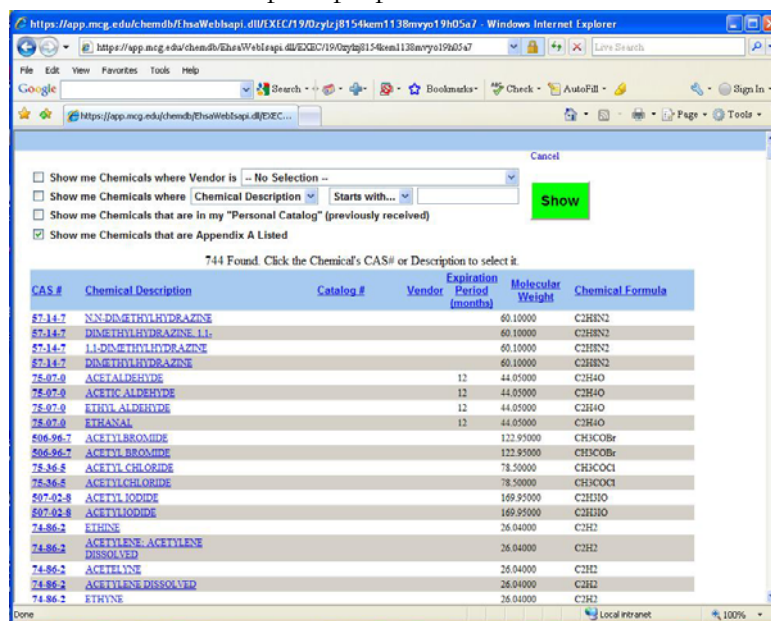 https://app.mcg.edu/chemdb/EhsaWebIsapi.dll/EXEC/19/0zylzj8154kem1138mvyo19h05a7 - Windows Internet Explorer
https://app.mcg.edu/chemdb/EhsaWebIsapi.dll/EXEC/19/0zylzj8154kem1138mvyo19h05a7 Live Search
File Edit View Favorites Tools Help
Google Search Bookmarks Check AutoFill Sign In
https://app.mcg.edu/chemdb/EhsaWebIsapi.dll/EXEC... Page Tools
Cancel
Show me Chemicals where Vendor is -- No Selection --
Show me Chemicals where Chemical Description Starts with...
Show
Show me Chemicals that are in my "Personal Catalog" (previously received)
Show me Chemicals that are Appendix A Listed
744 Found. Click the Chemical's CAS# or Description to select it.
CAS # Chemical Description Catalog # Vendor Expiration Period (months) Molecular Weight Chemical Formula
57-14-7 N,N-DIMETHYLHYDRAZINE 60.10000 C2H8N2
57-14-7 DIMETHYLHYDRAZINE, 1,1- 60.10000 C2H8N2
57-14-7 1,1-DIMETHYLHYDRAZINE 60.10000 C2H8N2
57-14-7 DIMETHYLHYDRAZINE 60.10000 C2H8N2
75-07-0 ACETALDEHYDE 12 44.05000 C2H4O
75-07-0 ACETIC ALDEHYDE 12 44.05000 C2H4O
75-07-0 ETHYL ALDEHYDE 12 44.05000 C2H4O
75-07-0 ETHANAL 12 44.05000 C2H4O
506-96-7 ACETYLBROMIDE 122.95000 CH3COBr
506-96-7 ACETYL BROMIDE 122.95000 CH3COBr
75-36-5 ACETYL CHLORIDE 78.50000 CH3COCl
75-36-5 ACETYLCHLORIDE 78.50000 CH3COCl
507-02-8 ACETYL IODIDE 169.95000 C2H3IO
507-02-8 ACETYLIODIDE 169.95000 C2H3IO
74-86-2 ETHINE 26.04000 C2H2
74-86-2 ACETYLENE; ACETYLENE DISSOLVED 26.04000 C2H2
74-86-2 ACETELYNE 26.04000 C2H2
74-86-2 ACETYLENE DISSOLVED 26.04000 C2H2
74-86-2 ETHYNE 26.04000 C2H2
Done Local intranet 100%